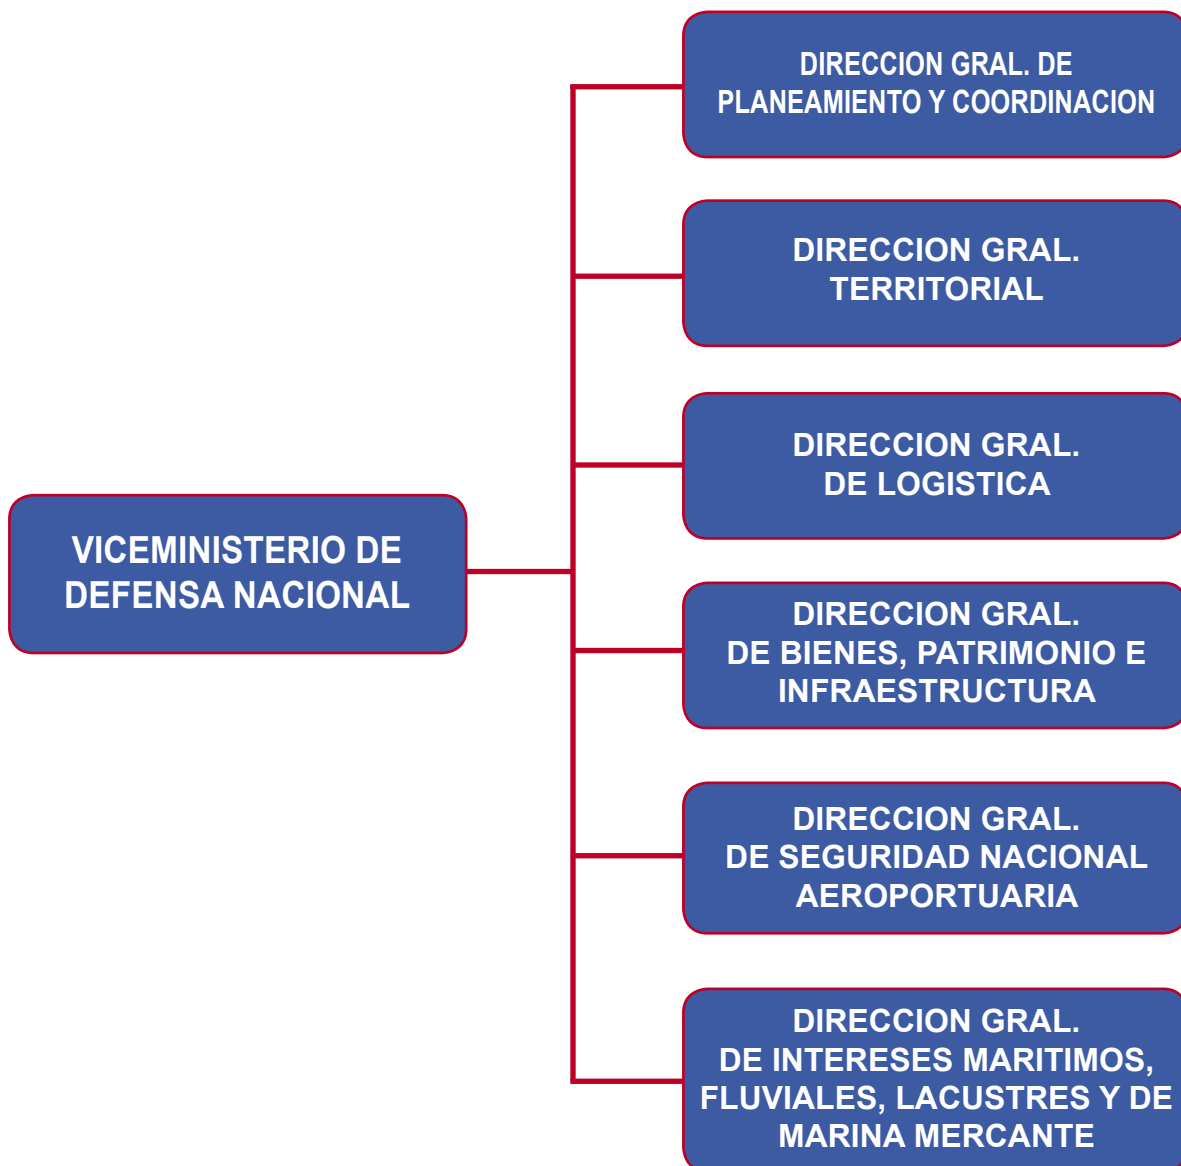 DIRECCION GRAL. DE
PLANEAMIENTO Y COORDINACION
DIRECCION GRAL.
TERRITORIAL
DIRECCION GRAL.
DE LOGISTICA
VICEMINISTERIO DE
DEFENSA NACIONAL
DIRECCION GRAL.
DE BIENES, PATRIMONIO E
INFRAESTRUCTURA
DIRECCION GRAL.
DE SEGURIDAD NACIONAL
AEROPORTUARIA
DIRECCION GRAL.
DE INTERESES MARITIMOS,
FLUVIALES, LACUSTRES Y DE
MARINA MERCANTE